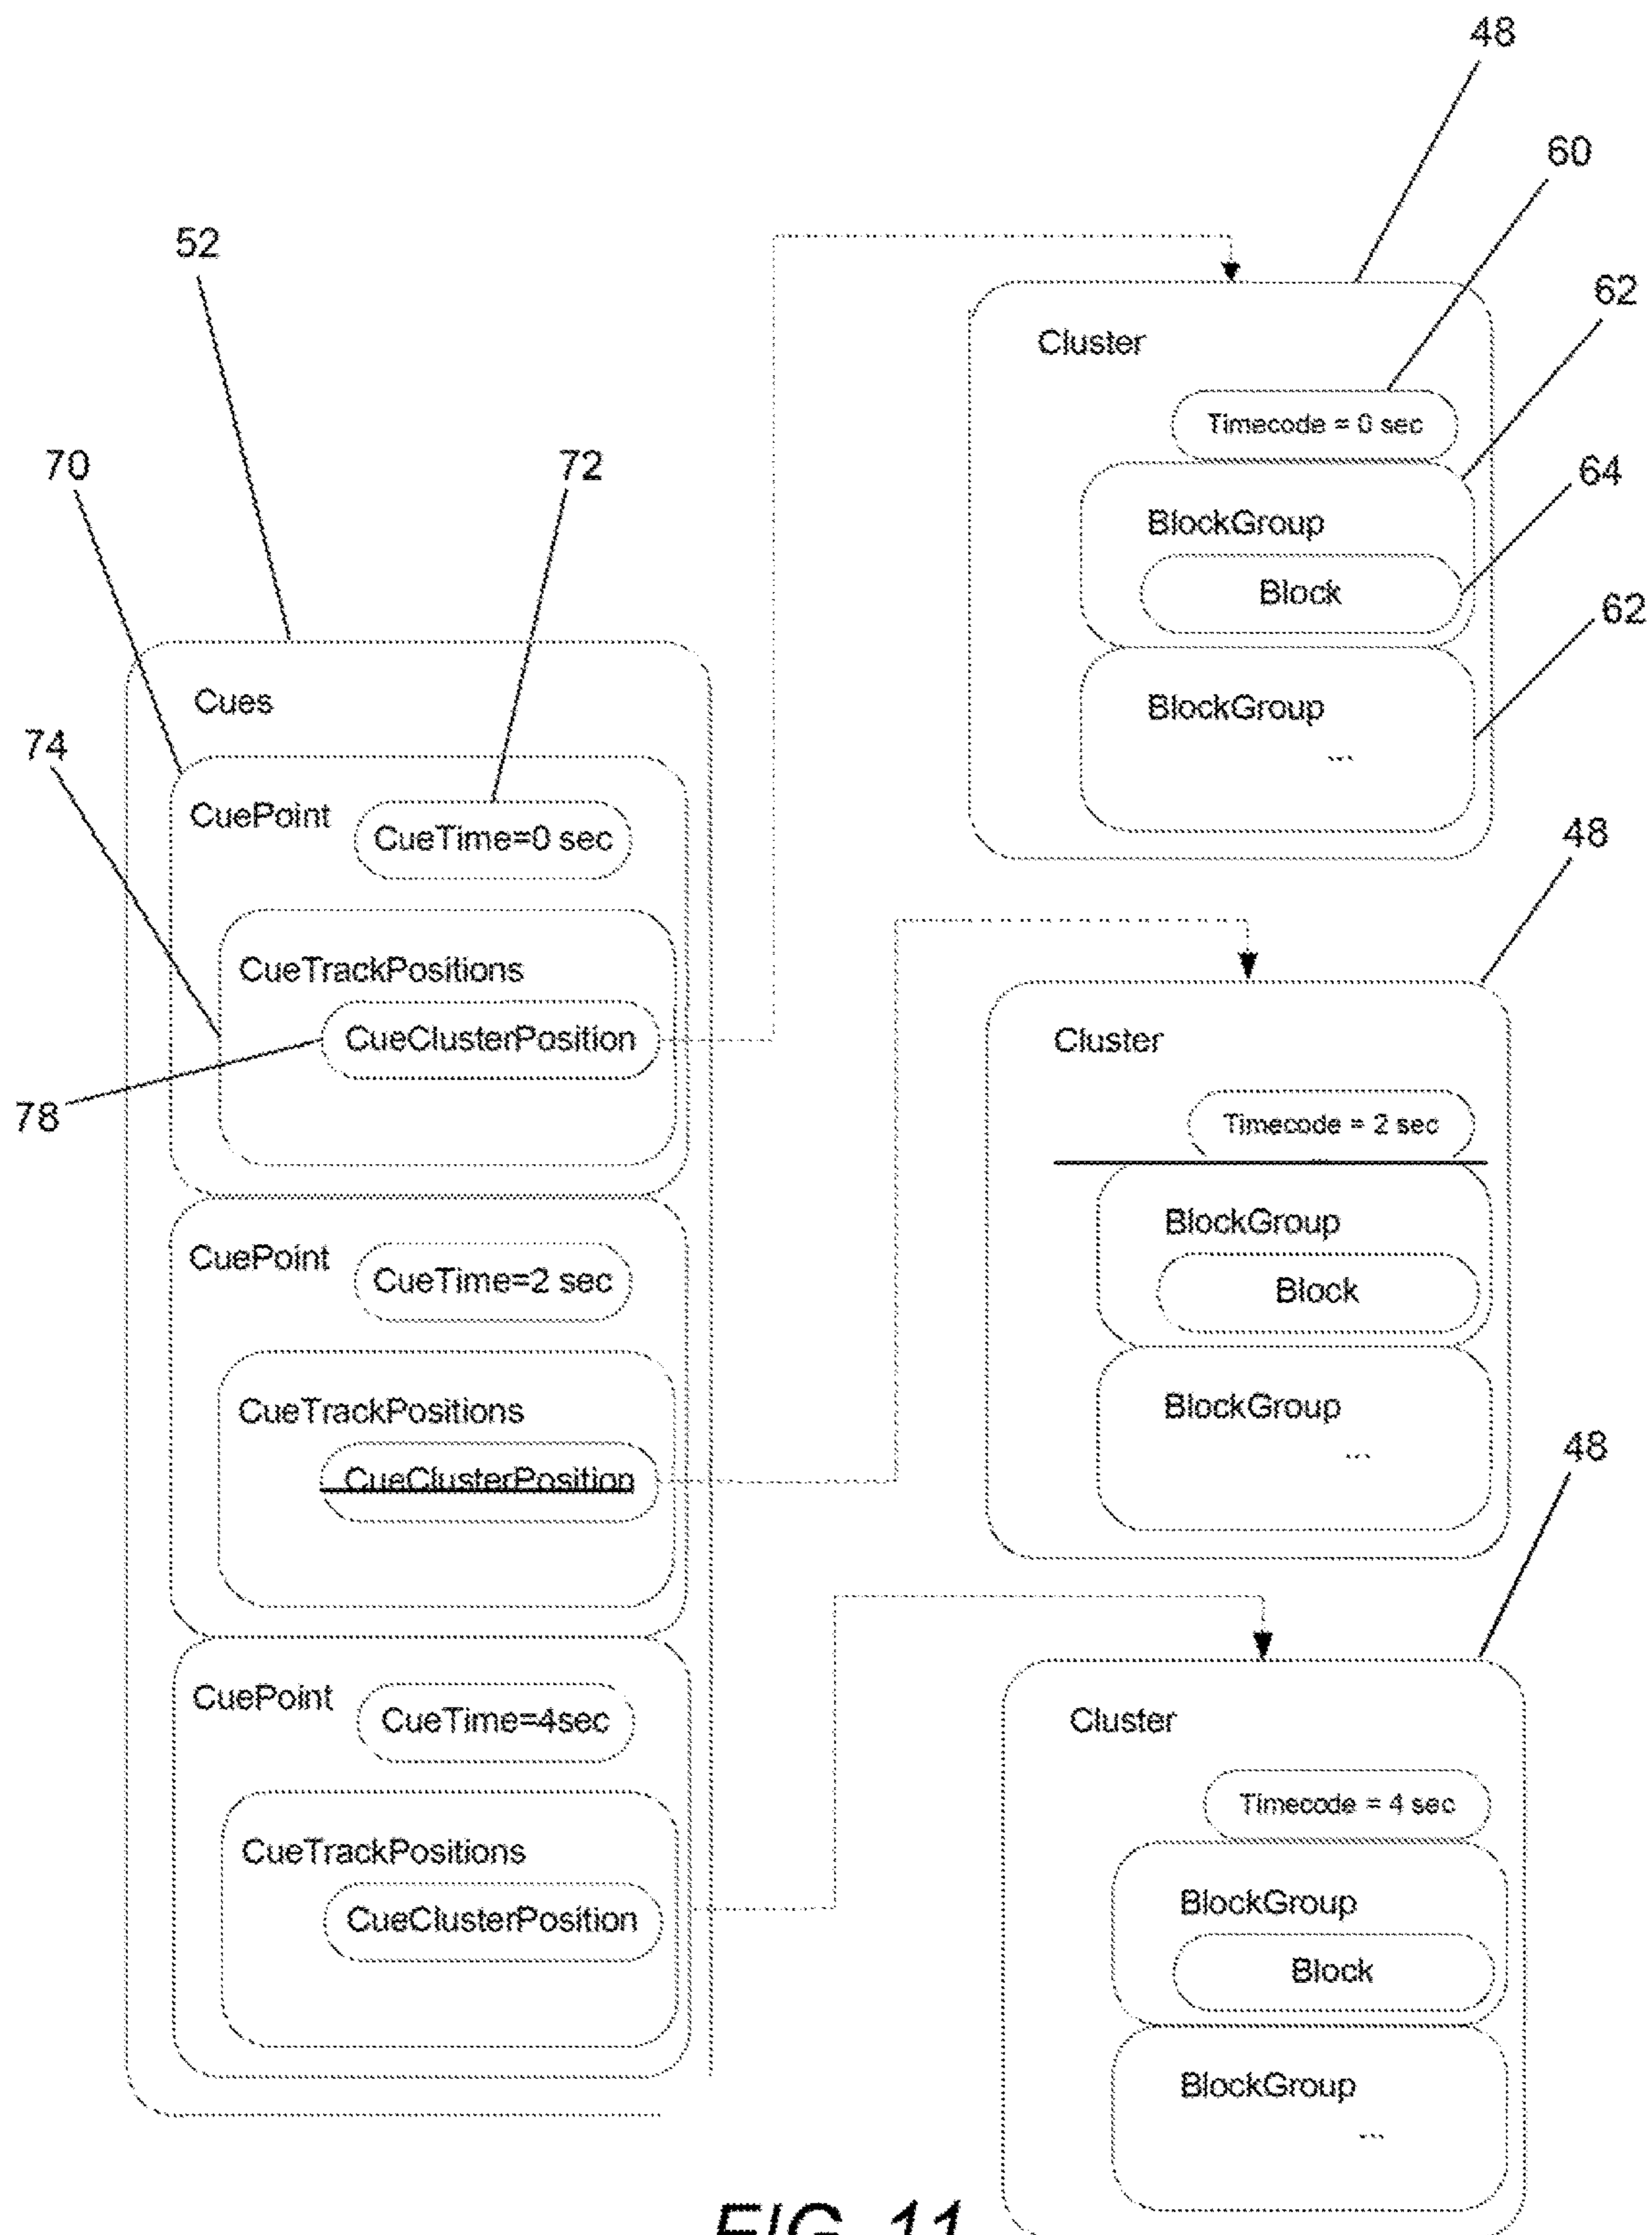 48
60
52
62
Cluster
Timecode = 0 sec
70
72
64
BlockGroup
Block
62
Cues
BlockGroup
74
...
CuePoint
CueTime=0 sec
48
CueTrackPositions
CueClusterPosition
Cluster
78
Timecode = 2 sec
BlockGroup
CuePoint
CueTime=2 sec
Block
CueTrackPositions
BlockGroup
...
48
CueClusterPosition
CuePoint
CueTime=4sec
Cluster
Timecode = 4 sec
CueTrackPositions
BlockGroup
CueClusterPosition
Block
BlockGroup
...
FIG. 11